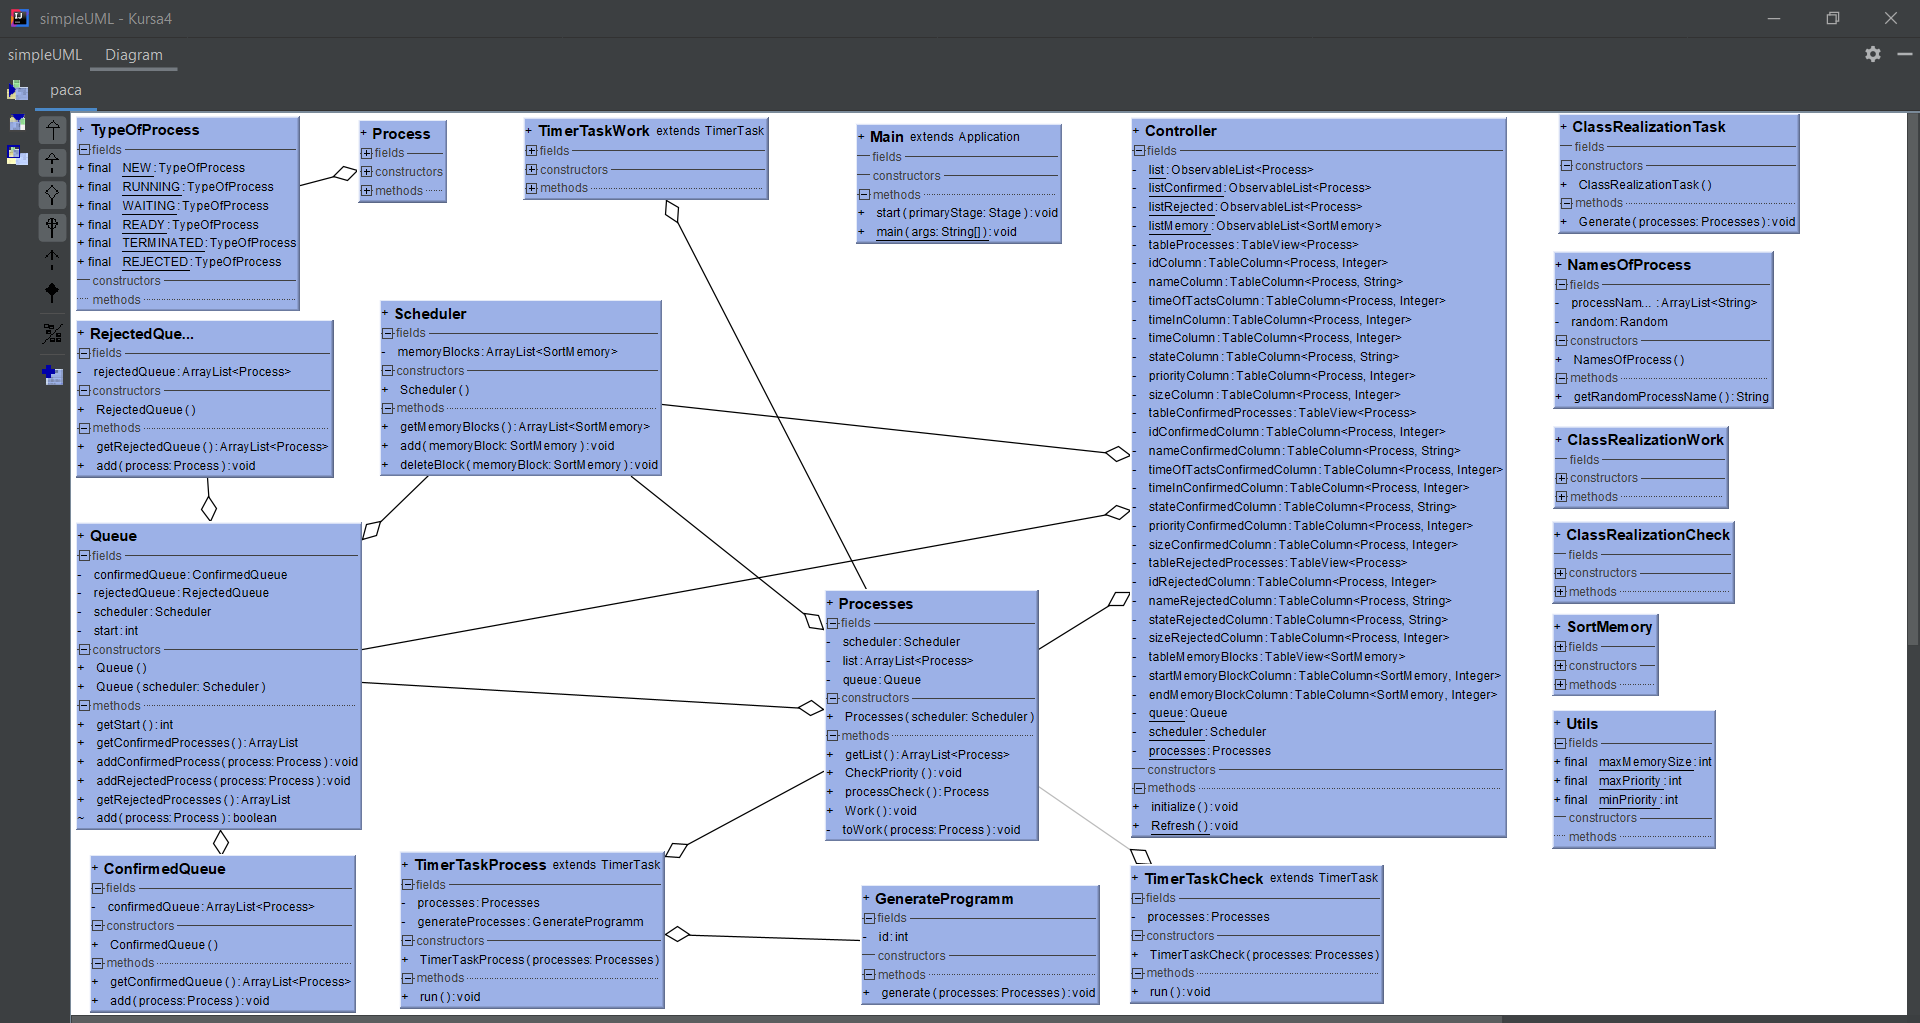 simpleUML - Kursa4
simpleUML Diagram
paca
+ TypeOfProcess
fields
+ final NEW:TypeOfProcess
+ final RUNNING:TypeOfProcess
+ final WAITING:TypeOfProcess
+ final READY:TypeOfProcess
+ final TERMINATED:TypeOfProcess
+ final REJECTED:TypeOfProcess
constructors
methods
+ Process
fields
constructors
methods
+ TimerTaskWork extends TimerTask
fields
constructors
methods
+ Main extends Application
fields
constructors
methods
+ start(primaryStage: Stage):void
+ main(args: String[]):void
+ Controller
fields
- list:ObservableList<Process>
- listConfirmed:ObservableList<Process>
- listRejected:ObservableList<Process>
- listMemory:ObservableList<SortMemory>
- tableProcesses:TableView<Process>
- idColumn:TableColumn<Process, Integer>
- nameColumn:TableColumn<Process, String>
- timeOfTactsColumn:TableColumn<Process, Integer>
- timeInColumn:TableColumn<Process, Integer>
- timeColumn:TableColumn<Process, Integer>
- stateColumn:TableColumn<Process, String>
- priorityColumn:TableColumn<Process, Integer>
- sizeColumn:TableColumn<Process, Integer>
- tableConfirmedProcesses:TableView<Process>
- idConfirmedColumn:TableColumn<Process, Integer>
- nameConfirmedColumn:TableColumn<Process, String>
- timeOfTactsConfirmedColumn:TableColumn<Process, Integer>
- timeInConfirmedColumn:TableColumn<Process, Integer>
- stateConfirmedColumn:TableColumn<Process, String>
- priorityConfirmedColumn:TableColumn<Process, Integer>
- sizeConfirmedColumn:TableColumn<Process, Integer>
- tableRejectedProcesses:TableView<Process>
- idRejectedColumn:TableColumn<Process, Integer>
- nameRejectedColumn:TableColumn<Process, String>
- stateRejectedColumn:TableColumn<Process, String>
- sizeRejectedColumn:TableColumn<Process, Integer>
- tableMemoryBlocks:TableView<SortMemory>
- startMemoryBlockColumn:TableColumn<SortMemory, Integer>
- endMemoryBlockColumn:TableColumn<SortMemory, Integer>
- queue:Queue
- scheduler:Scheduler
- processes:Processes
constructors
methods
+ initialize():void
+ Refresh():void
+ ClassRealizationTask
fields
constructors
+ ClassRealizationTask()
methods
+ Generate(processes:Processes):void
+ NamesOfProcess
fields
- processNam... :ArrayList<String>
- random:Random
constructors
+ NamesOfProcess()
methods
+ getRandomProcessName():String
+ ClassRealizationWork
fields
constructors
methods
+ ClassRealizationCheck
fields
constructors
methods
+ SortMemory
fields
constructors
methods
+ Utils
fields
+ final maxMemorySize:int
+ final maxPriority:int
+ final minPriority:int
constructors
methods
+ RejectedQue...
fields
- rejectedQueue:ArrayList<Process>
constructors
+ RejectedQueue()
methods
+ getRejectedQueue():ArrayList<Process>
+ add(process:Process):void
+ Scheduler
fields
- memoryBlocks:ArrayList<SortMemory>
constructors
+ Scheduler()
methods
+ getMemoryBlocks():ArrayList<SortMemory>
+ add(memoryBlock: SortMemory):void
+ deleteBlock(memoryBlock: SortMemory):void
+ Queue
fields
- confirmedQueue:ConfirmedQueue
- rejectedQueue:RejectedQueue
- scheduler:Scheduler
- start:int
constructors
+ Queue()
+ Queue(scheduler: Scheduler)
methods
+ getStart():int
+ getConfirmedProcesses():ArrayList
+ addConfirmedProcess(process:Process):void
+ addRejectedProcess(process:Process):void
+ getRejectedProcesses():ArrayList
~ add(process:Process):boolean
+ Processes
fields
- scheduler:Scheduler
- list:ArrayList<Process>
- queue:Queue
constructors
+ Processes(scheduler: Scheduler)
methods
+ getList():ArrayList<Process>
+ CheckPriority():void
+ processCheck():Process
+ Work():void
- toWork(process:Process):void
+ ConfirmedQueue
fields
- confirmedQueue:ArrayList<Process>
constructors
+ ConfirmedQueue()
methods
+ getConfirmedQueue():ArrayList<Process>
+ add(process:Process):void
+ TimerTaskProcess extends TimerTask
fields
- processes:Processes
- generateProcesses:GenerateProgramm
constructors
+ TimerTaskProcess(processes:Processes)
methods
+ run():void
+ GenerateProgramm
fields
- id:int
constructors
methods
+ generate(processes:Processes):void
+ TimerTaskCheck extends TimerTask
fields
- processes:Processes
constructors
+ TimerTaskCheck(processes:Processes)
methods
+ run():void